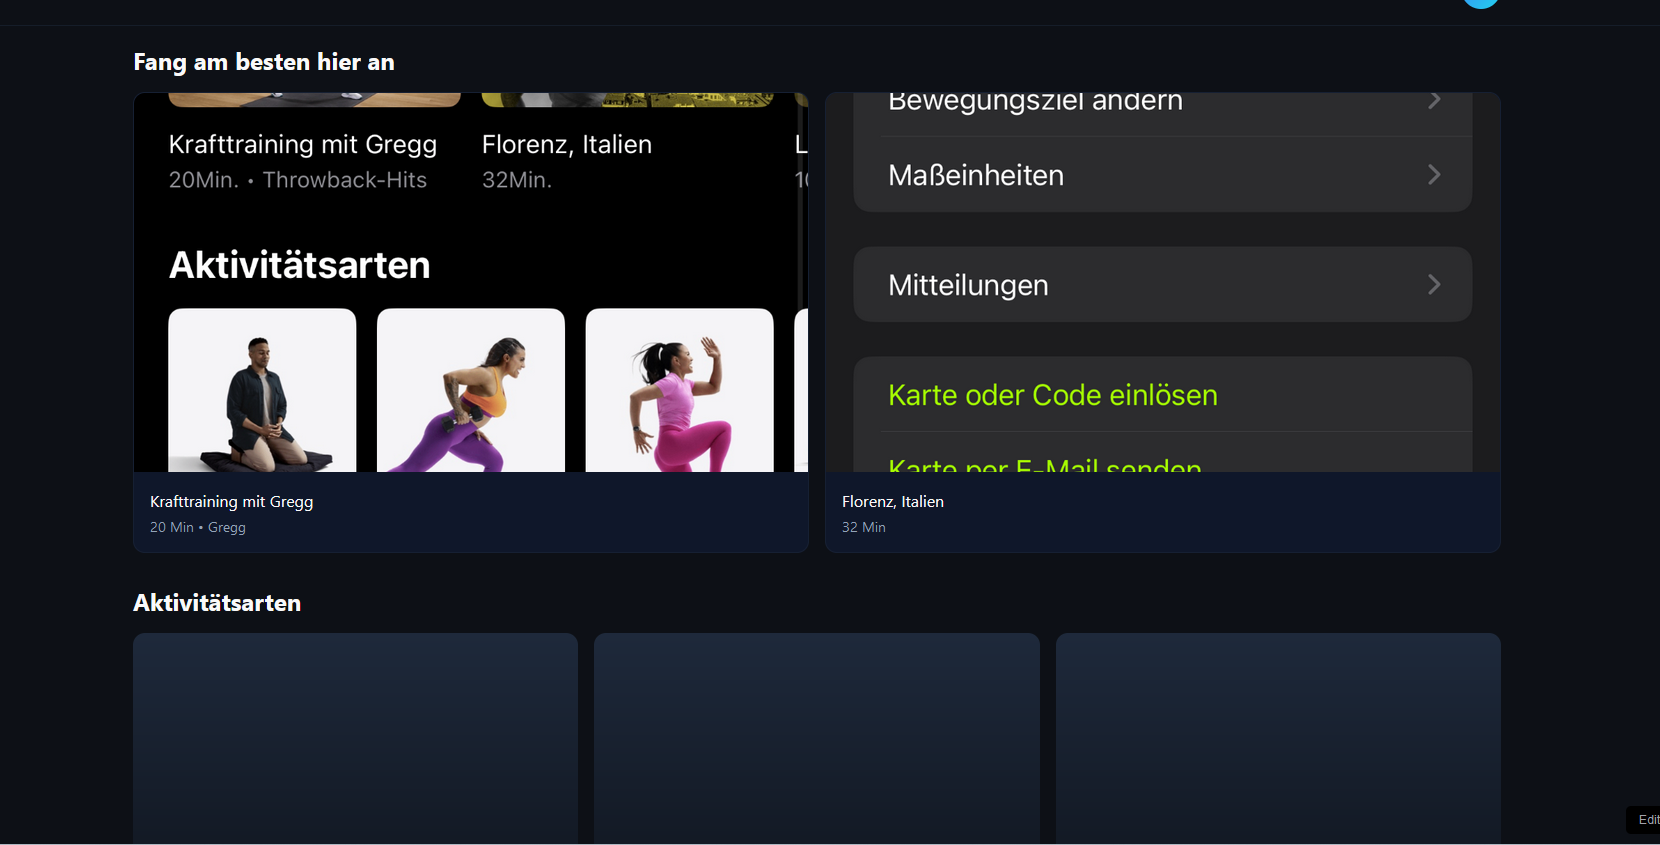 Fang am besten hier an
Krafttraining mit Gregg
20Min. • Throwback-Hits
Florenz, Italien
32Min.
Aktivitätsarten
Bewegungsziel ändern
Maßeinheiten
Mitteilungen
Karte oder Code einlösen
Karte per E-Mail senden
Krafttraining mit Gregg
20 Min • Gregg
Florenz, Italien
32 Min
Aktivitätsarten
Edit